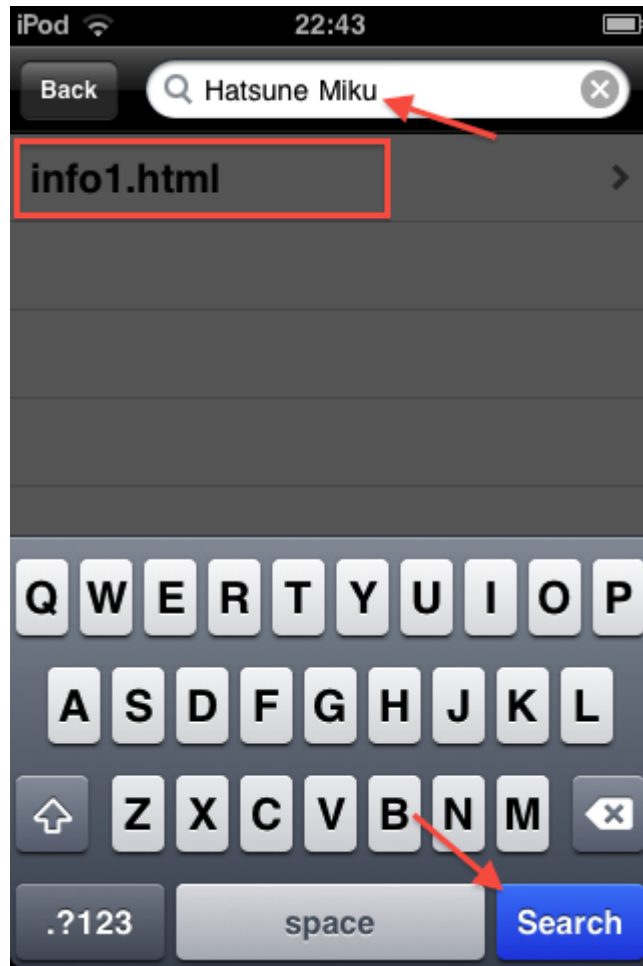 iPod 22:43
Back Hatsune Miku
info1.html
Q W E R T Y U I O P
A S D F G H J K L
Z X C V B N M
.?123 space Search